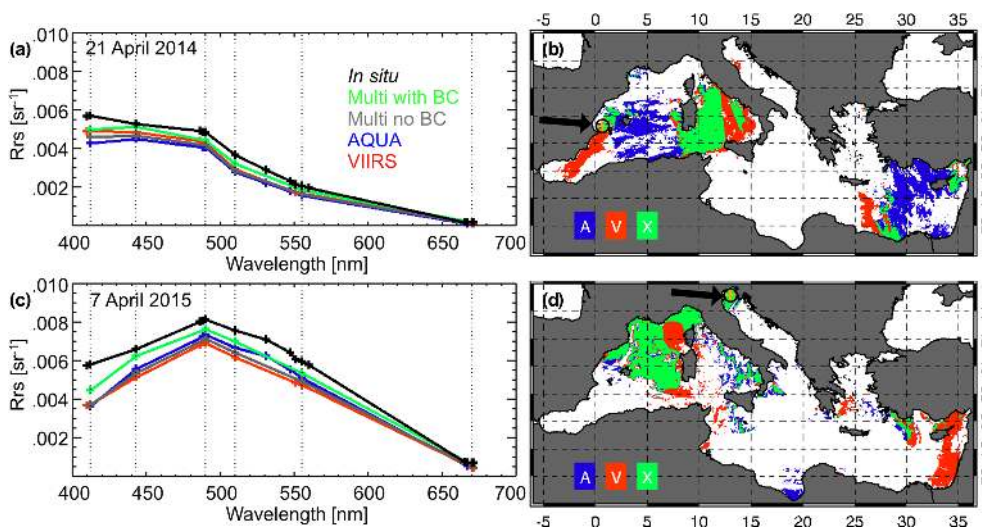 (a) 21 April 2014
In situ
Multi with BC
Multi no BC
AQUA
VIIRS
Rrs [sr⁻¹]
.010
.008
.006
.004
.002
400 450 500 550 600 650 700
Wavelength [nm]
-5 0 5 10 15 20 25 30 35
(b)
A V X
(c) 7 April 2015
Rrs [sr⁻¹]
.010
.008
.006
.004
.002
400 450 500 550 600 650 700
Wavelength [nm]
(d)
A V X
-5 0 5 10 15 20 25 30 35